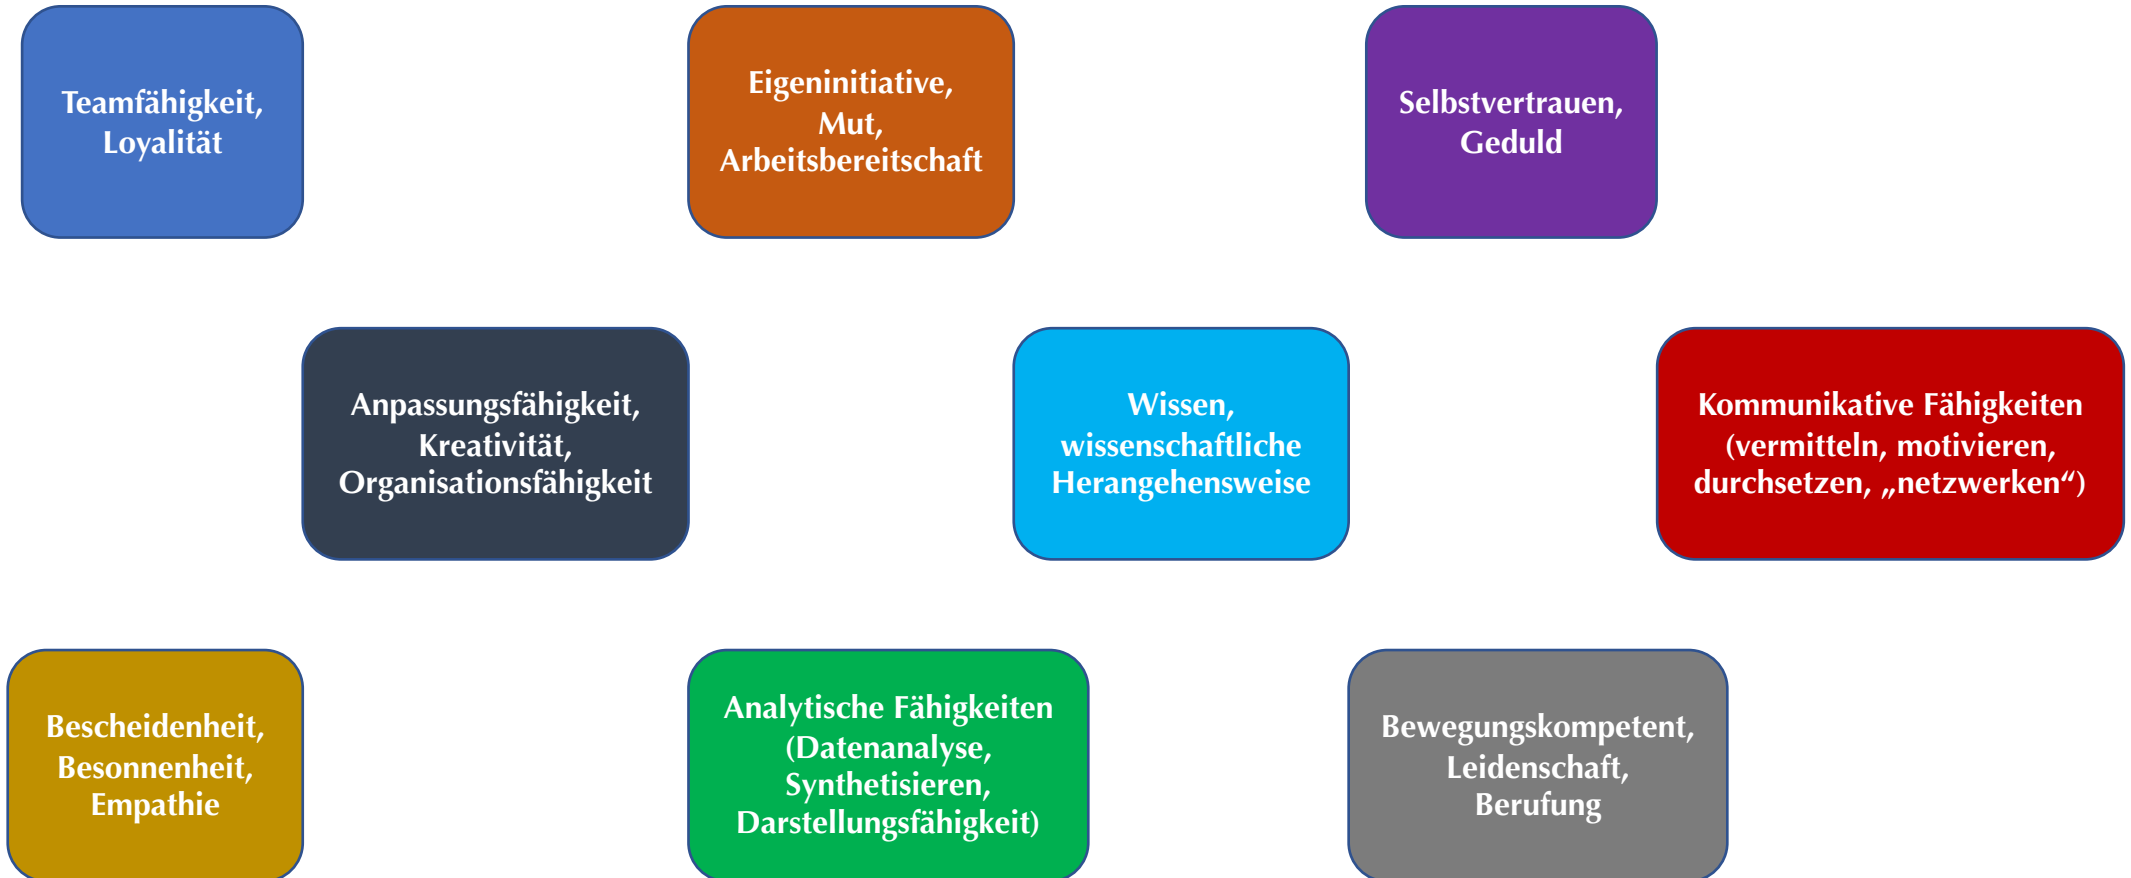 Teamfähigkeit,
Loyalität
Eigeninitiative,
Mut,
Arbeitsbereitschaft
Selbstvertrauen,
Geduld
Anpassungsfähigkeit,
Kreativität,
Organisationsfähigkeit
Wissen,
wissenschaftliche
Herangehensweise
Kommunikative Fähigkeiten
(vermitteln, motivieren,
durchsetzen, „netzwerken“)
Bescheidenheit,
Besonnenheit,
Empathie
Analytische Fähigkeiten
(Datenanalyse,
Synthetisieren,
Darstellungsfähigkeit)
Bewegungskompetent,
Leidenschaft,
Berufung